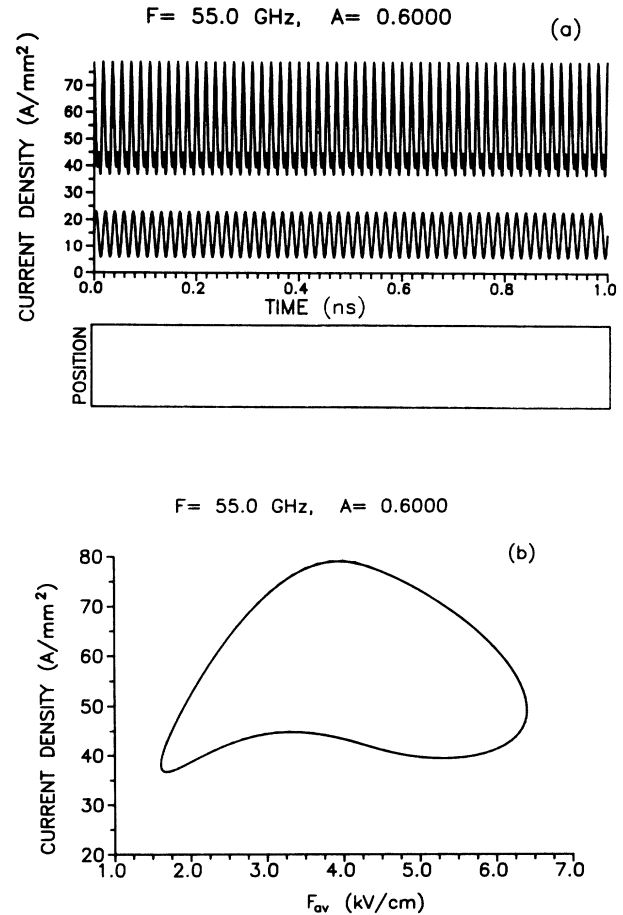 F= 55.0 GHz, A= 0.6000
(a)
CURRENT DENSITY (A/mm²)
70
60
50
40
30
20
10
0
0.0 0.2 0.4 0.6 0.8 1.0
TIME (ns)
POSITION
F= 55.0 GHz, A= 0.6000
(b)
CURRENT DENSITY (A/mm²)
80
70
60
50
40
30
20
1.0 2.0 3.0 4.0 5.0 6.0 7.0
Fav (kV/cm)